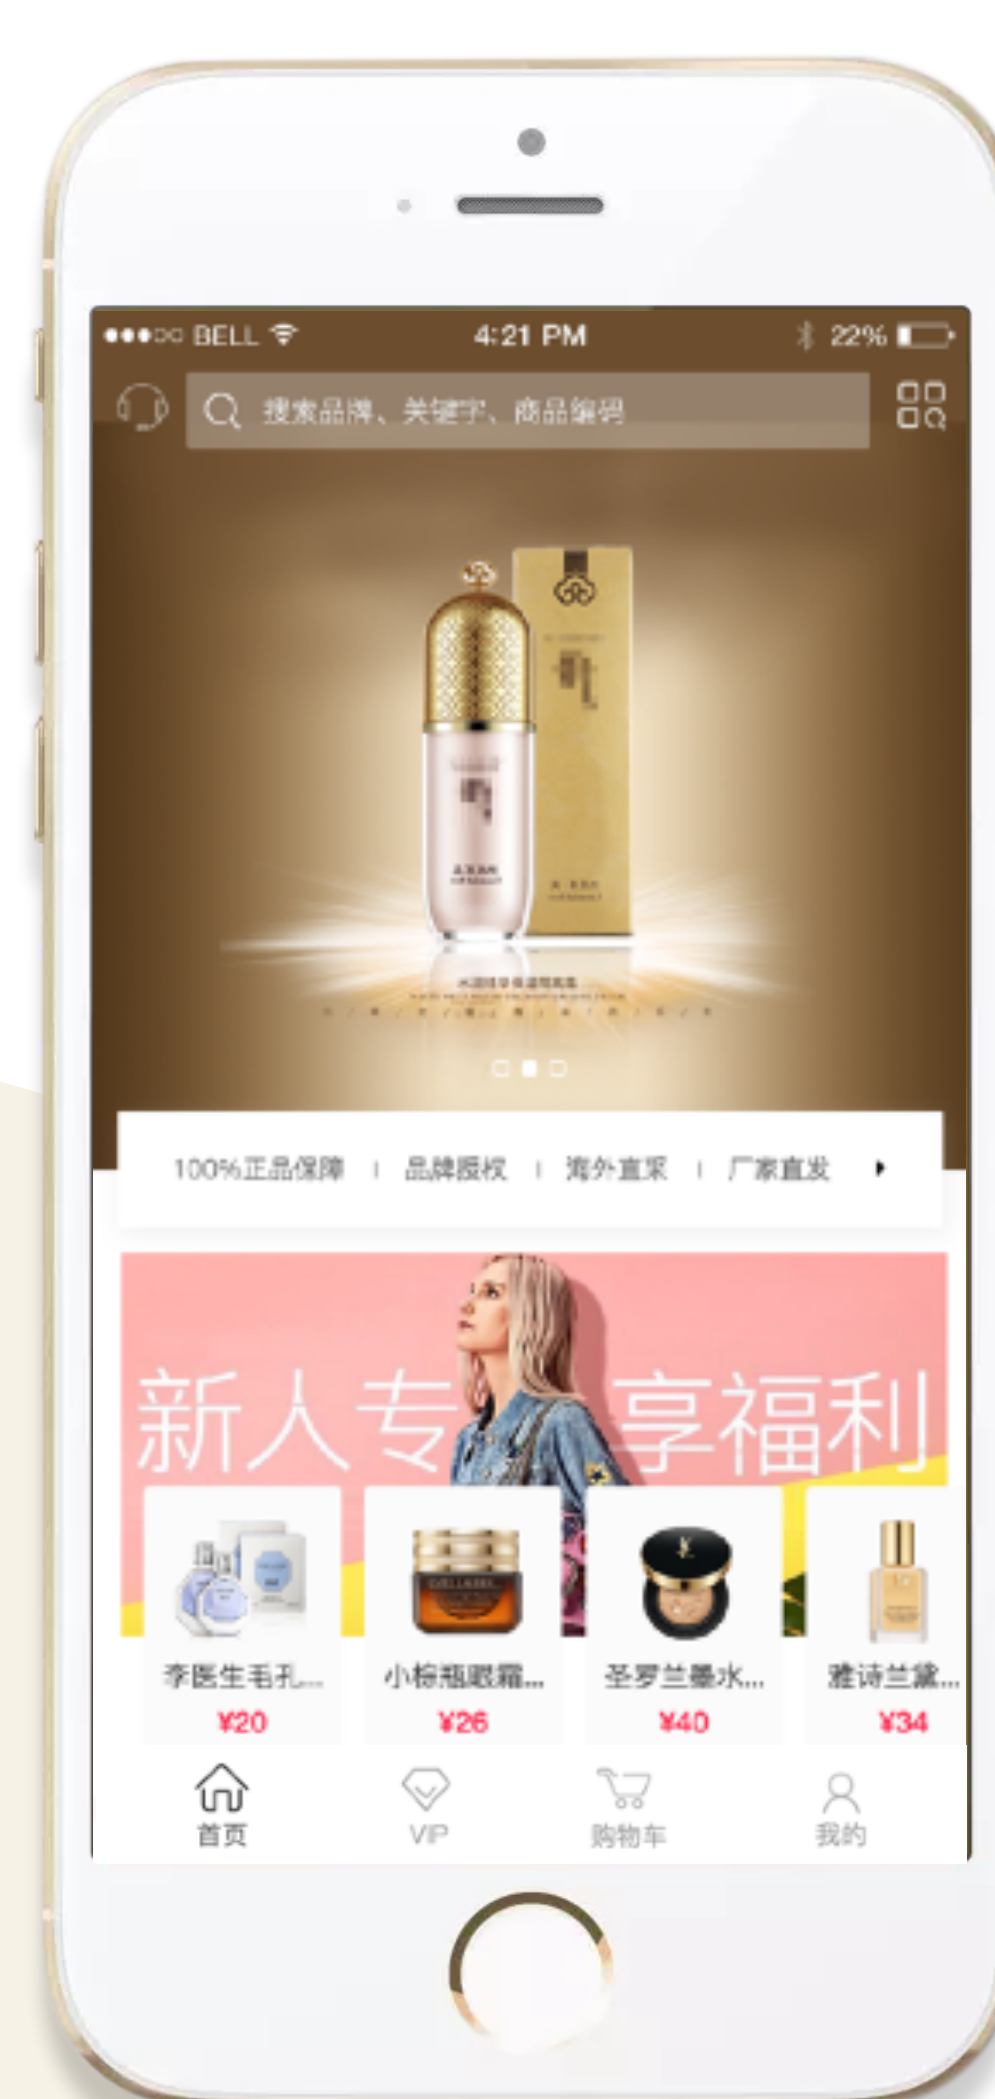 BELL 4:21 PM 22%
搜索品牌、关键字、商品编码
100%正品保障 | 品牌授权 | 海外直采 | 厂家直发
新人专享福利
李医生毛孔... 小棕瓶眼霜... 圣罗兰墨水... 雅诗兰黛...
¥20 ¥26 ¥40 ¥34
首页 VIP 购物车 我的